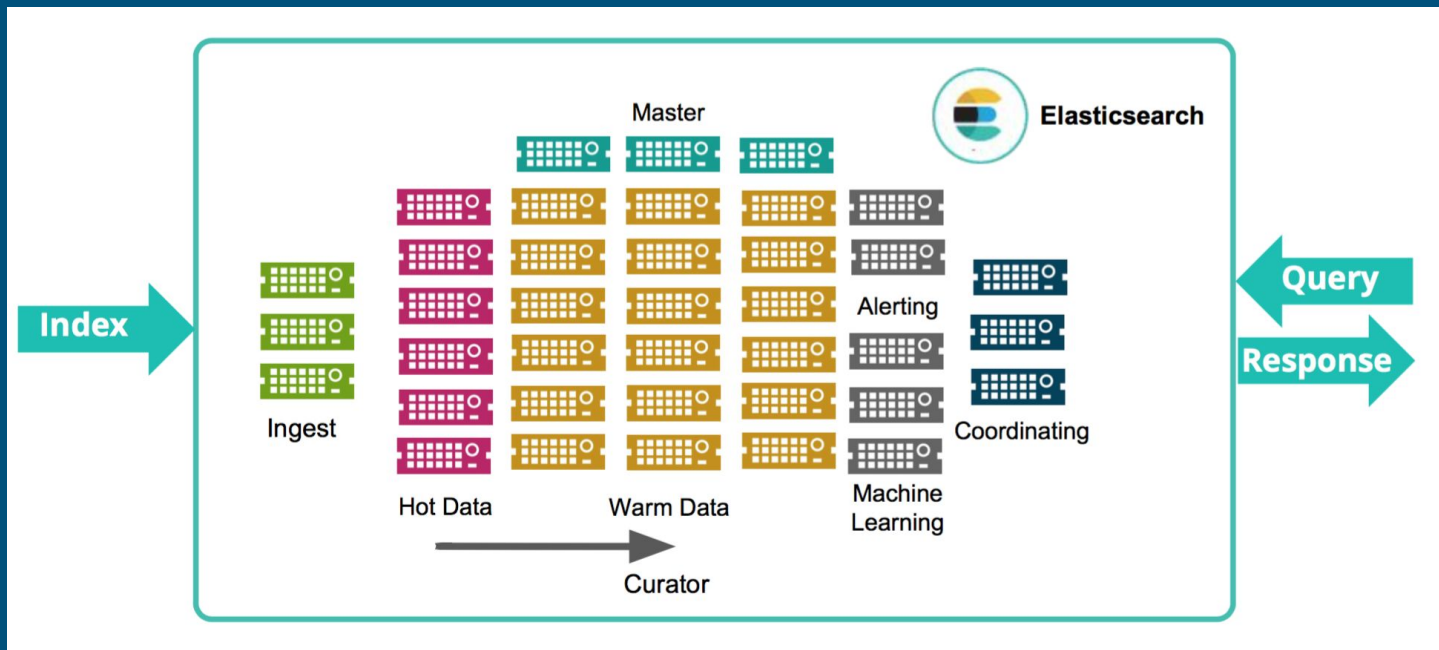 Elasticsearch
Master
Index
Ingest
Hot Data
Warm Data
Curator
Alerting
Machine
Learning
Coordinating
Query
Response